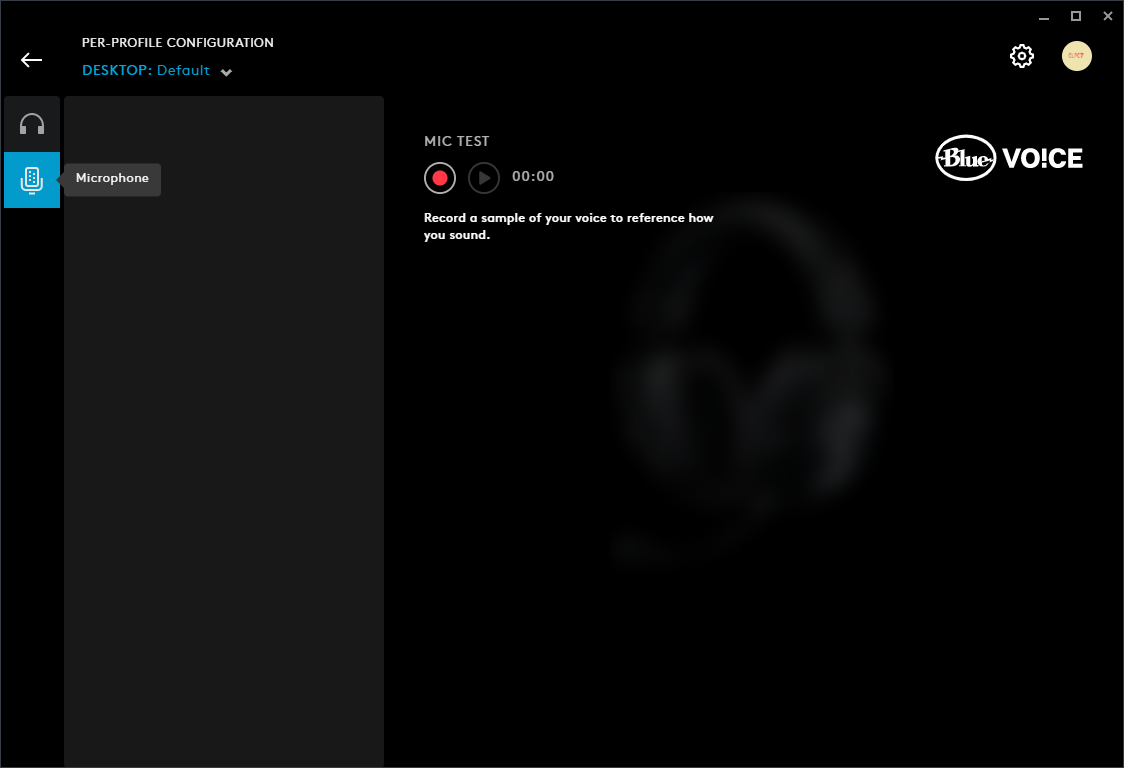 PER-PROFILE CONFIGURATION
DESKTOP: Default
Microphone
MIC TEST
Blue VO!CE
00:00
Record a sample of your voice to reference how
you sound.